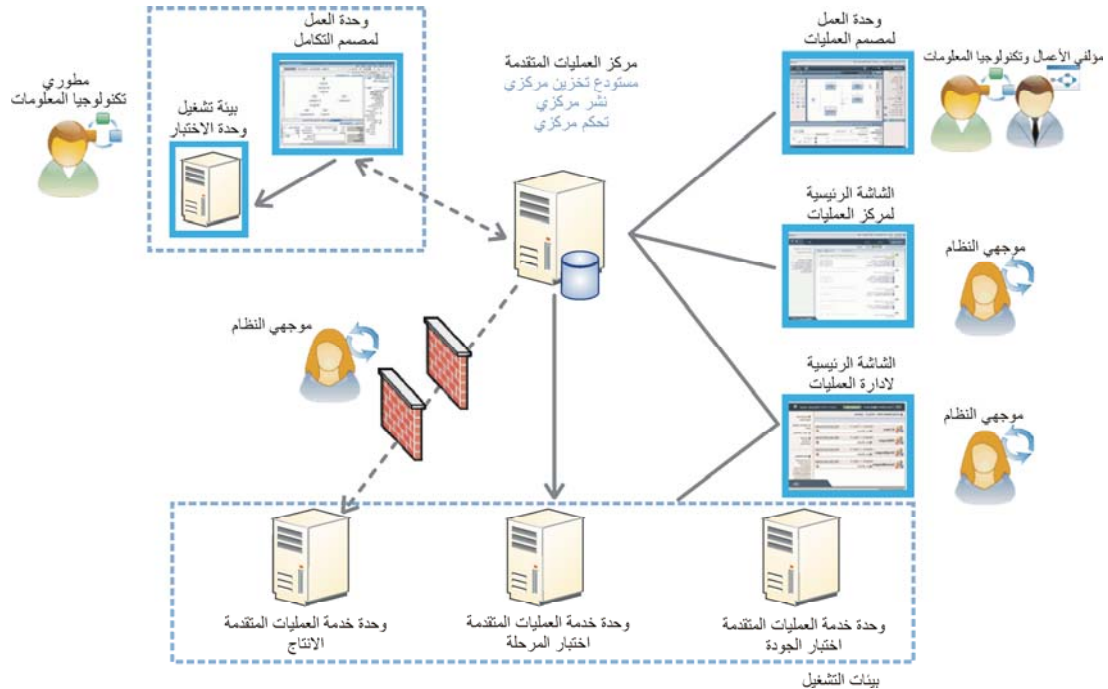 وحدة العمل
لمصمم التكامل
مطوري
تكنولوجيا المعلومات
بيئة تشغيل
وحدة الاختبار
مركز العمليات المتقدمة
مستودع تخزين مركزي
نشر مركزي
تحكم مركزي
وحدة العمل
لمصمم العمليات
مؤلفي الأعمال وتكنولوجيا المعلومات
الشاشة الرئيسية
لمركز العمليات
موجهي النظام
موجهي النظام
الشاشة الرئيسية
لادارة العمليات
موجهي النظام
وحدة خدمة العمليات المتقدمة
الانتاج
وحدة خدمة العمليات المتقدمة
اختبار المرحلة
وحدة خدمة العمليات المتقدمة
اختبار الجودة
بيئات التشغيل